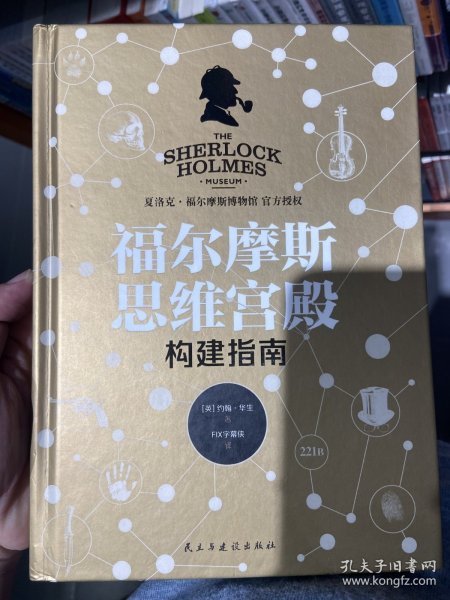 THE
SHERLOCK
HOLMES
• MUSEUM •
夏洛克·福尔摩斯博物馆 官方授权
福尔摩斯
思维宫殿
构建指南
[英]约翰·华生
著
FIX字幕侠
译
221B
民主与建设出版社
孔夫子旧书网
www.kongfz.com